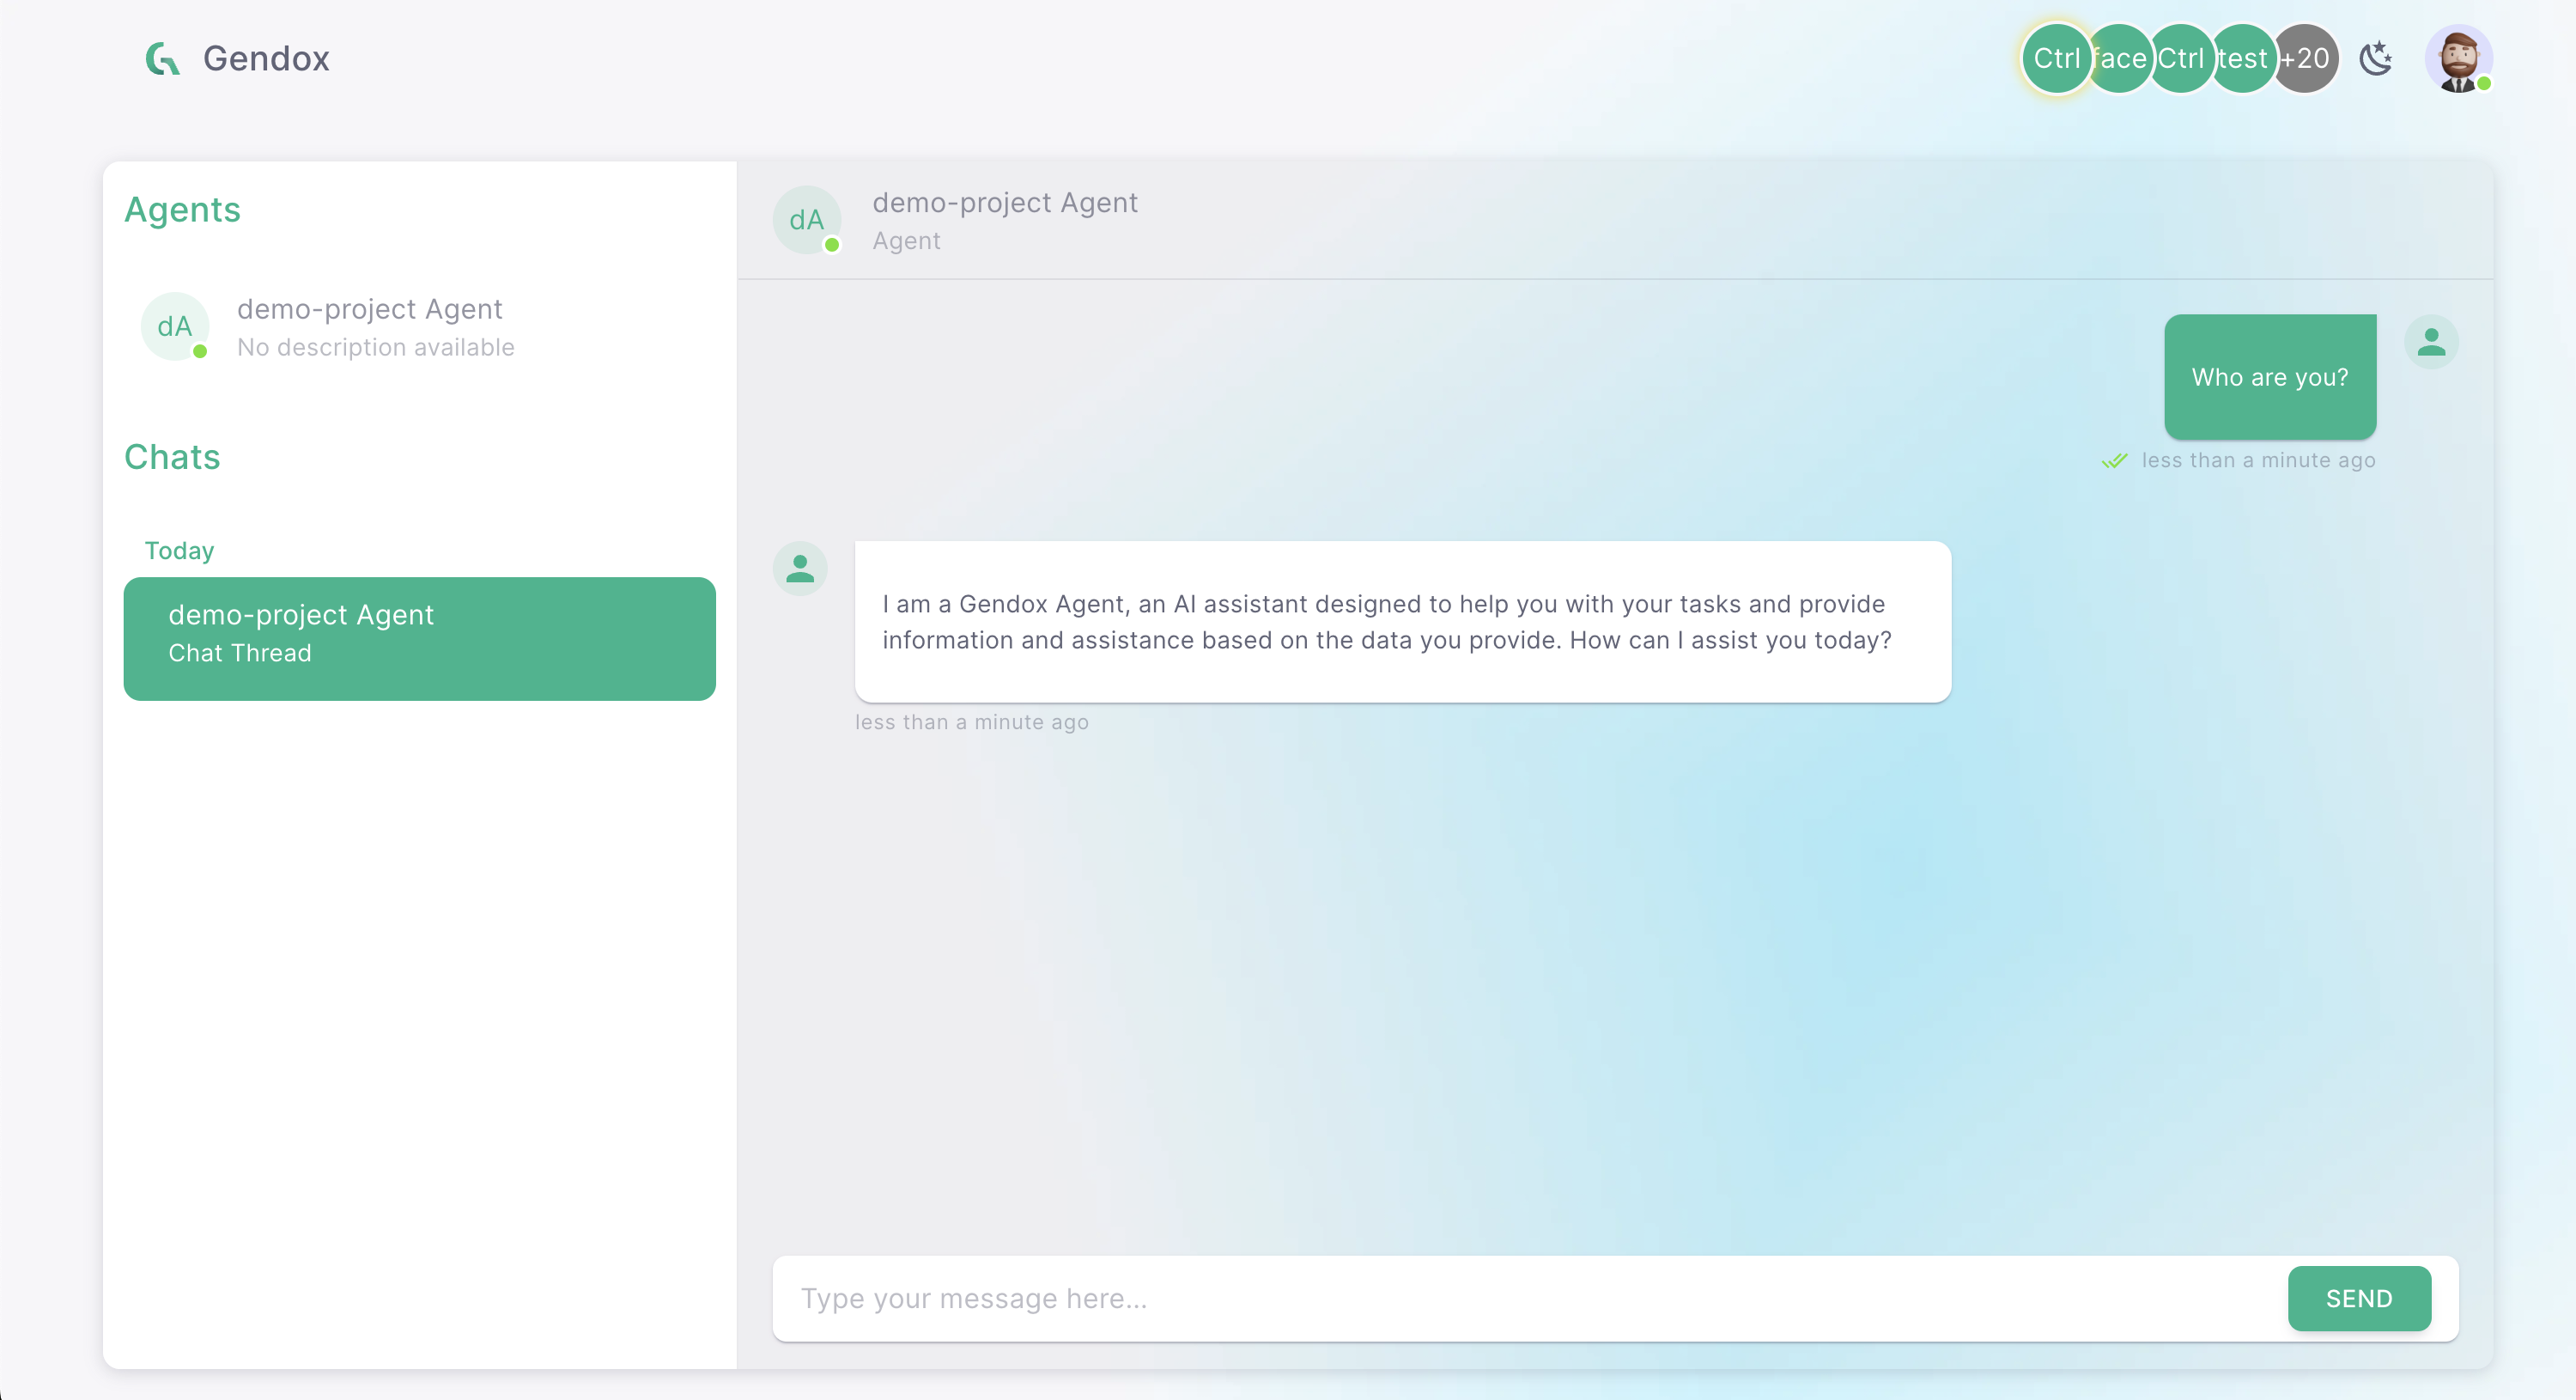 Gendox
Ctrl face Ctrl test +20
Agents
dA
demo-project Agent
No description available
Chats
Today
demo-project Agent
Chat Thread
dA
demo-project Agent
Agent
Who are you?
less than a minute ago
I am a Gendox Agent, an AI assistant designed to help you with your tasks and provide
information and assistance based on the data you provide. How can I assist you today?
less than a minute ago
Type your message here...
SEND